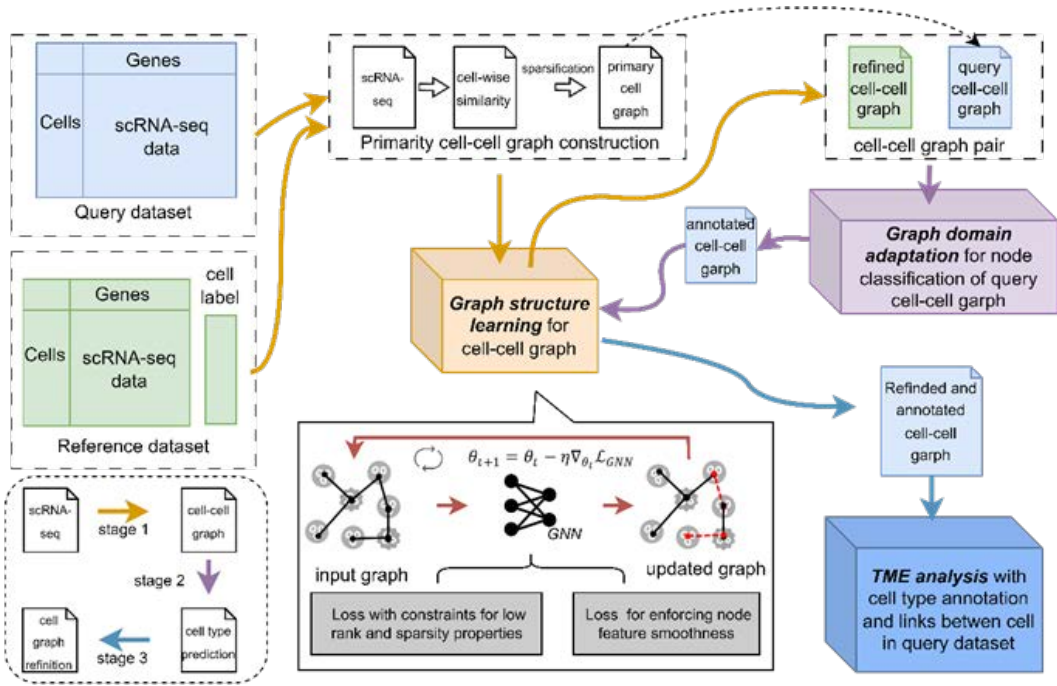 Genes
Cells
scRNA-seq
data
Query dataset
Genes
Cells
scRNA-seq
data
cell
label
Reference dataset
scRNA-
seq
cell-wise
similarity
sparsification
primary
cell
graph
Primarity cell-cell graph construction
refined
cell-cell
graph
query
cell-cell
graph
cell-cell graph pair
annotated
cell-cell
garph
Graph domain
adaptation for node
classification of query
cell-cell garph
Graph structure
learning for
cell-cell graph
Refinded and
annotated
cell-cell
garph
TME analysis with
cell type annotation
and links betwen cell
in query dataset
scRNA-
seq
stage 1
cell-cell
graph
stage 2
cell
graph
refinition
stage 3
cell type
prediction
θ_{t+1} = θ_t − η∇_{θ_t} ℒ_{GNN}
GNN
input graph
updated graph
Loss with constraints for low
rank and sparsity properties
Loss for enforcing node
feature smoothness